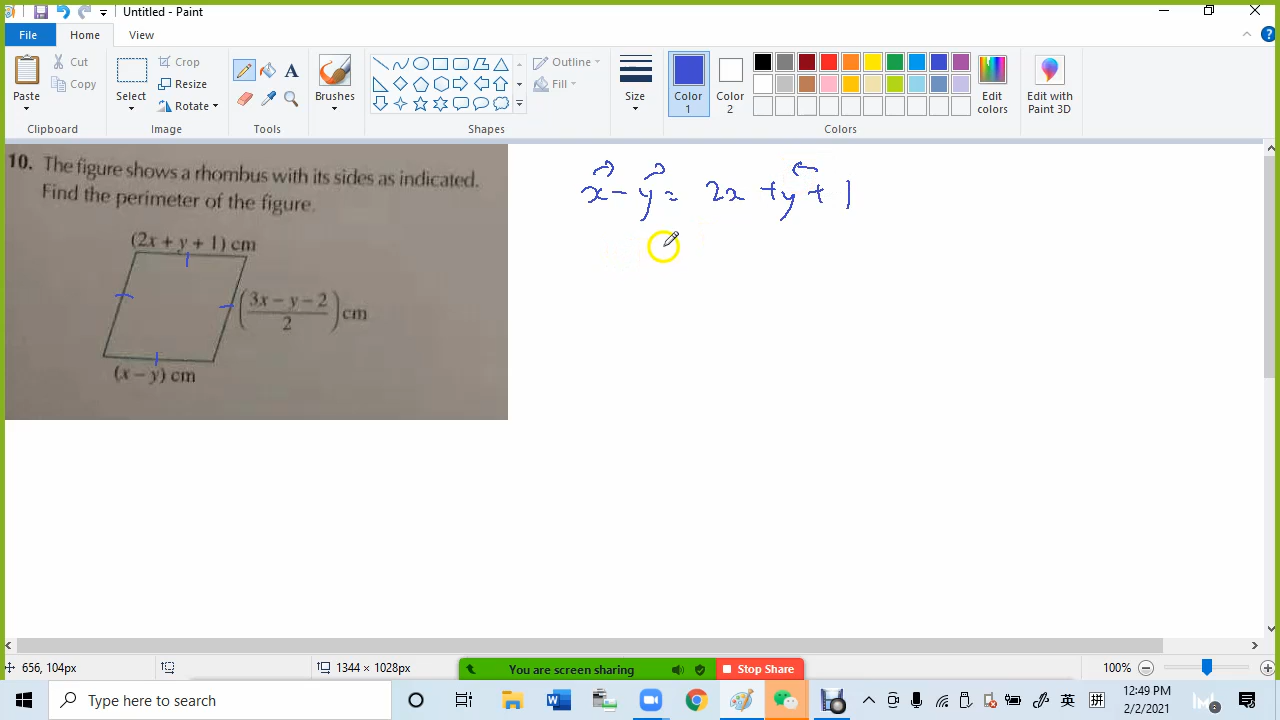 Untitled - Paint
File
Home
View
Paste
Cut
Copy
Clipboard
Select
Crop
Resize
Rotate
Image
A
Tools
Brushes
Outline
Fill
Shapes
Size
Color
1
Color
2
Edit
colors
Edit with
Paint 3D
Colors
10. The figure shows a rhombus with its sides as indicated.
Find the perimeter of the figure.
(2x + y + 1) cm
(3x − y − 2
2) cm
(x − y) cm
x − y = 2x + y + 1
656, 104px
1344 × 1028px
100%
You are screen sharing
Stop Share
Type here to search
英
拼
12:49 PM
2/2/2021
2